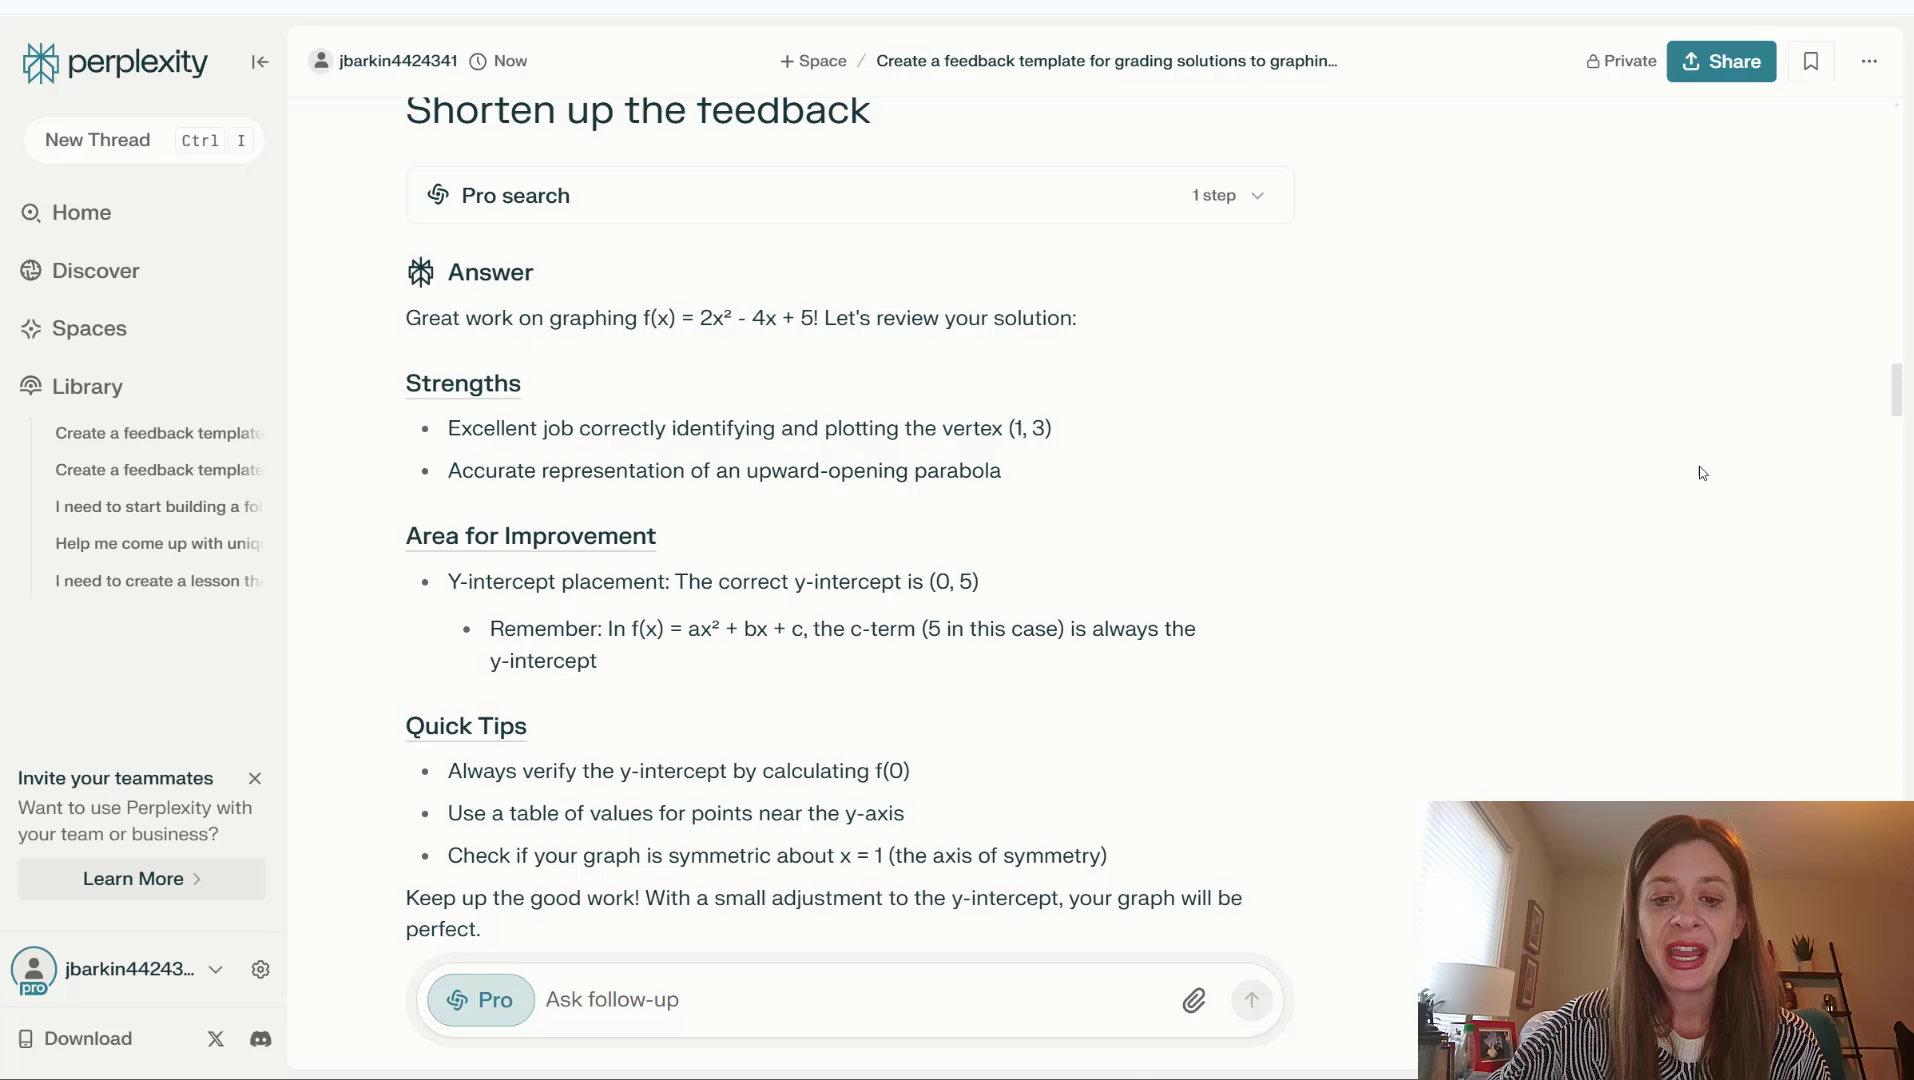 perplexity
New Thread Ctrl I
Home
Discover
Spaces
Library
Create a feedback template
Create a feedback template
I need to start building a fo
Help me come up with uniq
I need to create a lesson th
Invite your teammates
Want to use Perplexity with
your team or business?
Learn More
jbarkin44243...
pro
Download
jbarkin4424341 Now
+ Space / Create a feedback template for grading solutions to graphin...
Private
Share
Shorten up the feedback
Pro search
1 step
Answer
Great work on graphing f(x) = 2x² - 4x + 5! Let's review your solution:
Strengths
• Excellent job correctly identifying and plotting the vertex (1, 3)
• Accurate representation of an upward-opening parabola
Area for Improvement
• Y-intercept placement: The correct y-intercept is (0, 5)
• Remember: In f(x) = ax² + bx + c, the c-term (5 in this case) is always the
y-intercept
Quick Tips
• Always verify the y-intercept by calculating f(0)
• Use a table of values for points near the y-axis
• Check if your graph is symmetric about x = 1 (the axis of symmetry)
Keep up the good work! With a small adjustment to the y-intercept, your graph will be
perfect.
Pro Ask follow-up